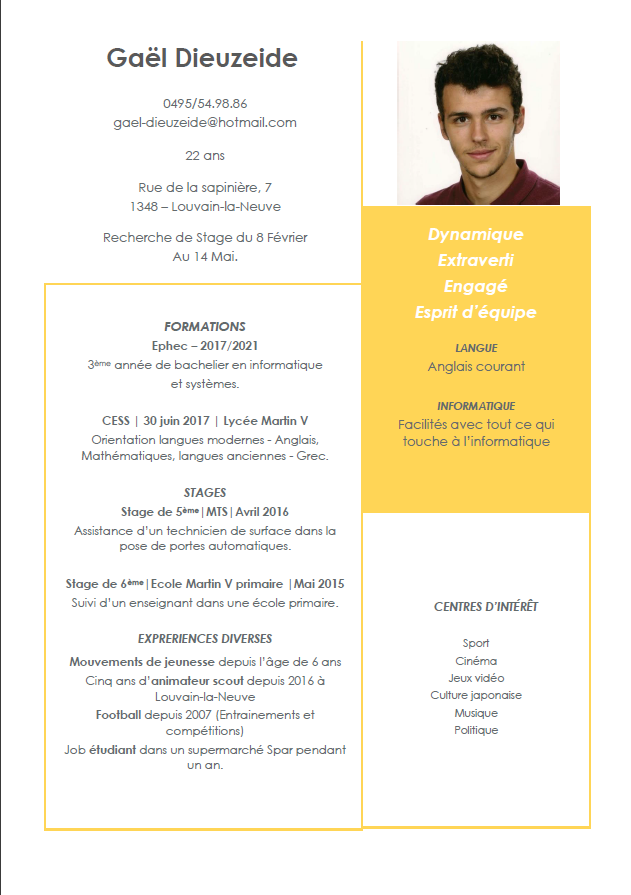 Gaël Dieuzeide
0495/54.98.86
gael-dieuzeide@hotmail.com
22 ans
Rue de la sapinière, 7
1348 – Louvain-la-Neuve
Recherche de Stage du 8 Février
Au 14 Mai.
FORMATIONS
Ephec – 2017/2021
3ème année de bachelier en informatique
et systèmes.
CESS | 30 juin 2017 | Lycée Martin V
Orientation langues modernes - Anglais,
Mathématiques, langues anciennes - Grec.
STAGES
Stage de 5ème|MTS|Avril 2016
Assistance d’un technicien de surface dans la
pose de portes automatiques.
Stage de 6ème|Ecole Martin V primaire |Mai 2015
Suivi d’un enseignant dans une école primaire.
EXPRERIENCES DIVERSES
Mouvements de jeunesse depuis l’âge de 6 ans
Cinq ans d’animateur scout depuis 2016 à
Louvain-la-Neuve
Football depuis 2007 (Entrainements et
compétitions)
Job étudiant dans un supermarché Spar pendant
un an.
Dynamique
Extraverti
Engagé
Esprit d’équipe
LANGUE
Anglais courant
INFORMATIQUE
Facilités avec tout ce qui
touche à l’informatique
CENTRES D’INTÉRÊT
Sport
Cinéma
Jeux vidéo
Culture japonaise
Musique
Politique